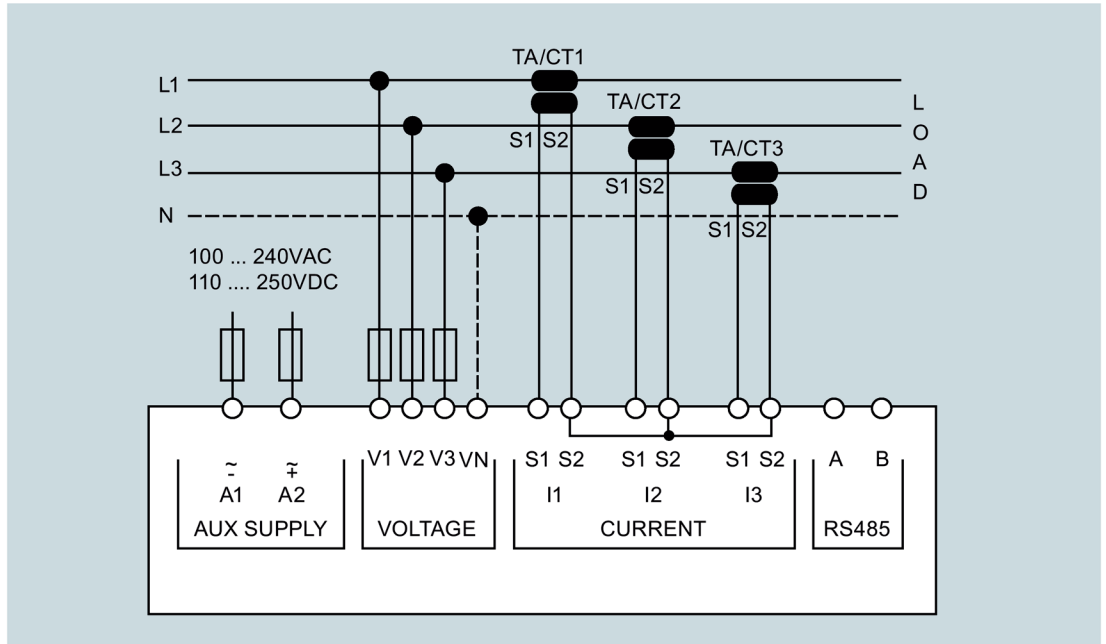 TA/CT1
L1
TA/CT2
L2
S1 S2
TA/CT3
L3
S1 S2
N
S1 S2
L
O
A
D
100 ... 240VAC
110 .... 250VDC
V1 V2 V3 VN S1 S2 S1 S2 S1 S2 A B
~ ~
- +
A1 A2 I1 I2 I3
AUX SUPPLY VOLTAGE CURRENT RS485